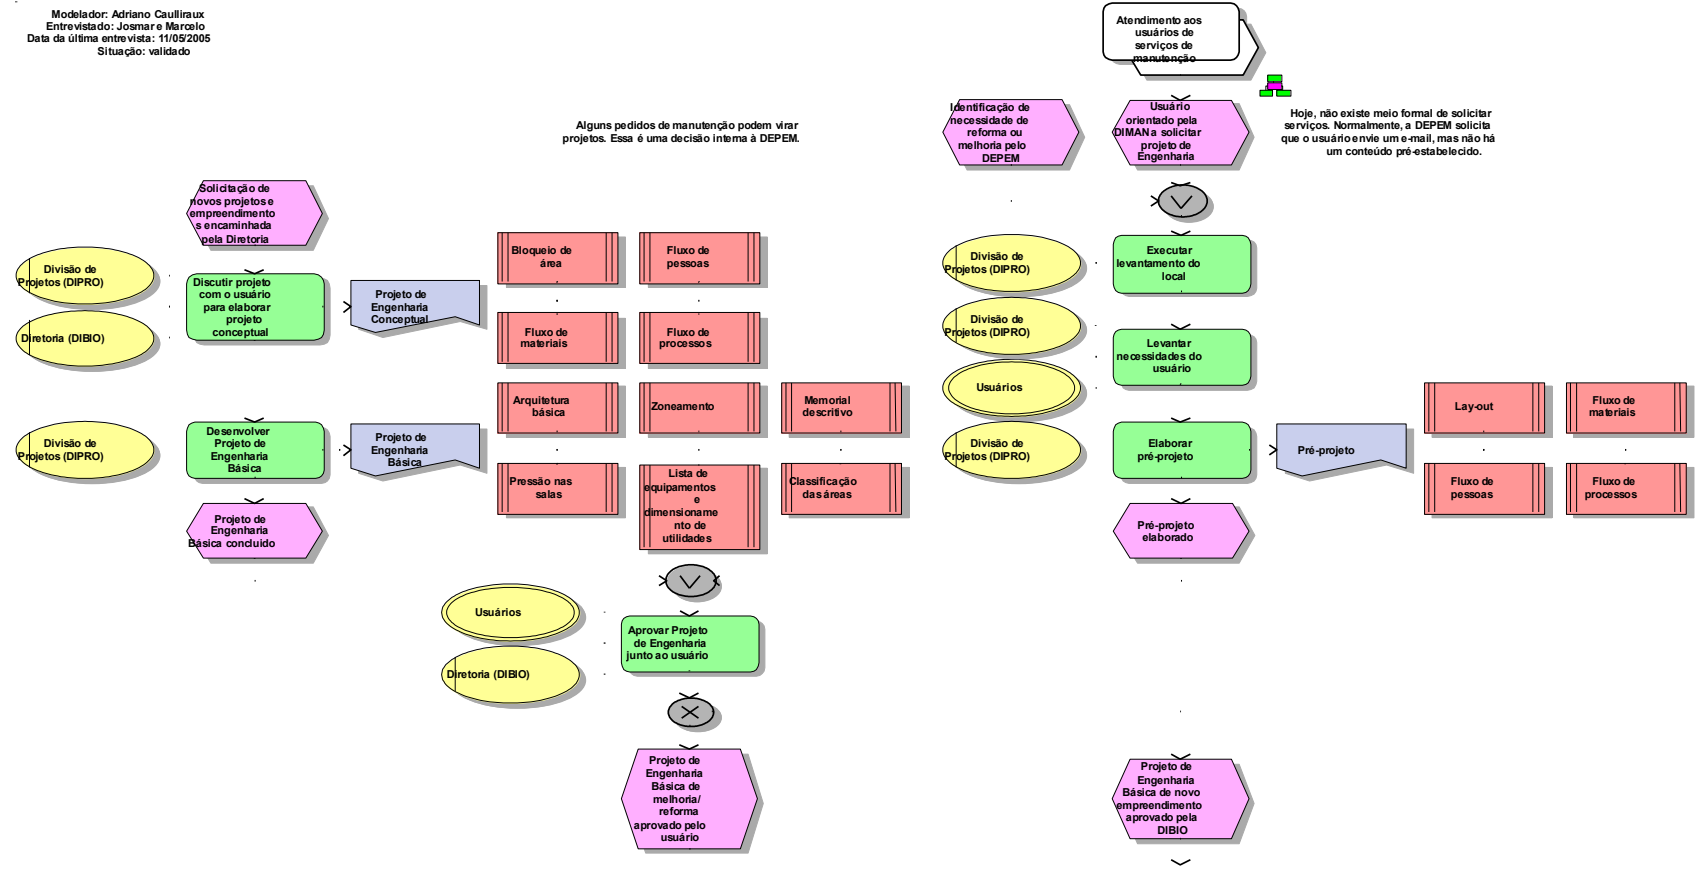 Modelador: Adriano Caulliraux
Entrevistado: Josmar e Marcelo
Data da última entrevista: 11/05/2005
Situação: validado
Atendimento aos
usuários de
serviços de
manutenção
Alguns pedidos de manutenção podem virar
projetos. Essa é uma decisão interna à DEPEM.
Identificação de
necessidade de
reforma ou
melhoria pelo
DEPEM
Usuário
orientado pela
DIMAN a solicitar
projeto de
Engenharia
Hoje, não existe meio formal de solicitar
serviços. Normalmente, a DEPEM solicita
que o usuário envie um e-mail, mas não há
um conteúdo pré-estabelecido.
Solicitação de
novos projetos e
empreendimento
s encaminhada
pela Diretoria
Divisão de
Projetos (DIPRO)
Diretoria (DIBIO)
Discutir projeto
com o usuário
para elaborar
projeto
conceptual
Projeto de
Engenharia
Conceptual
Bloqueio de
área
Fluxo de
pessoas
Fluxo de
materiais
Fluxo de
processos
Divisão de
Projetos (DIPRO)
Executar
levantamento do
local
Divisão de
Projetos (DIPRO)
Usuários
Levantar
necessidades do
usuário
Divisão de
Projetos (DIPRO)
Desenvolver
Projeto de
Engenharia
Básica
Projeto de
Engenharia
Básica
Arquitetura
básica
Zoneamento
Memorial
descritivo
Pressão nas
salas
Lista de
equipamentos
e
dimensioname
nto de
utilidades
Classificação
das áreas
Divisão de
Projetos (DIPRO)
Elaborar
pré-projeto
Pré-projeto
Lay-out
Fluxo de
materiais
Fluxo de
pessoas
Fluxo de
processos
Projeto de
Engenharia
Básica concluido
Pré-projeto
elaborado
Usuários
Diretoria (DIBIO)
Aprovar Projeto
de Engenharia
junto ao usuário
Projeto de
Engenharia
Básica de
melhoria/
reforma
aprovado pelo
usuário
Projeto de
Engenharia
Básica de novo
empreendimento
aprovado pela
DIBIO